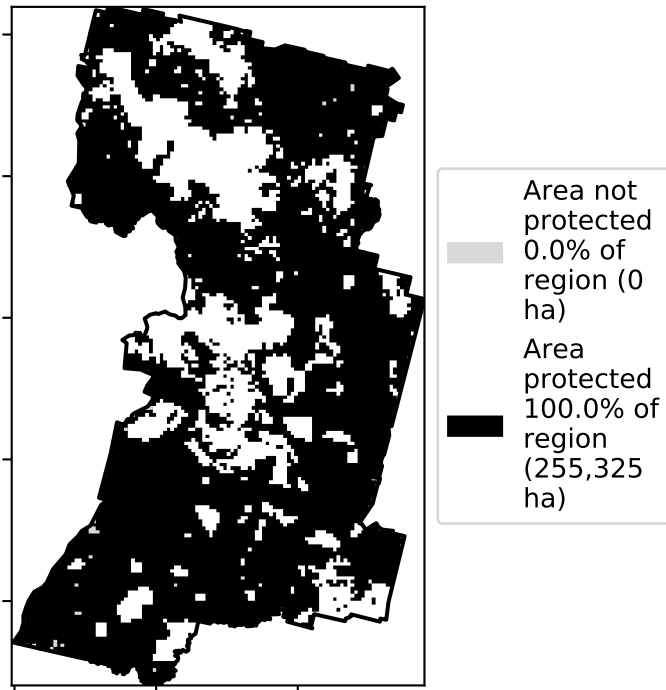 Area not
protected
0.0% of
region (0
ha)
Area
protected
100.0% of
region
(255,325
ha)